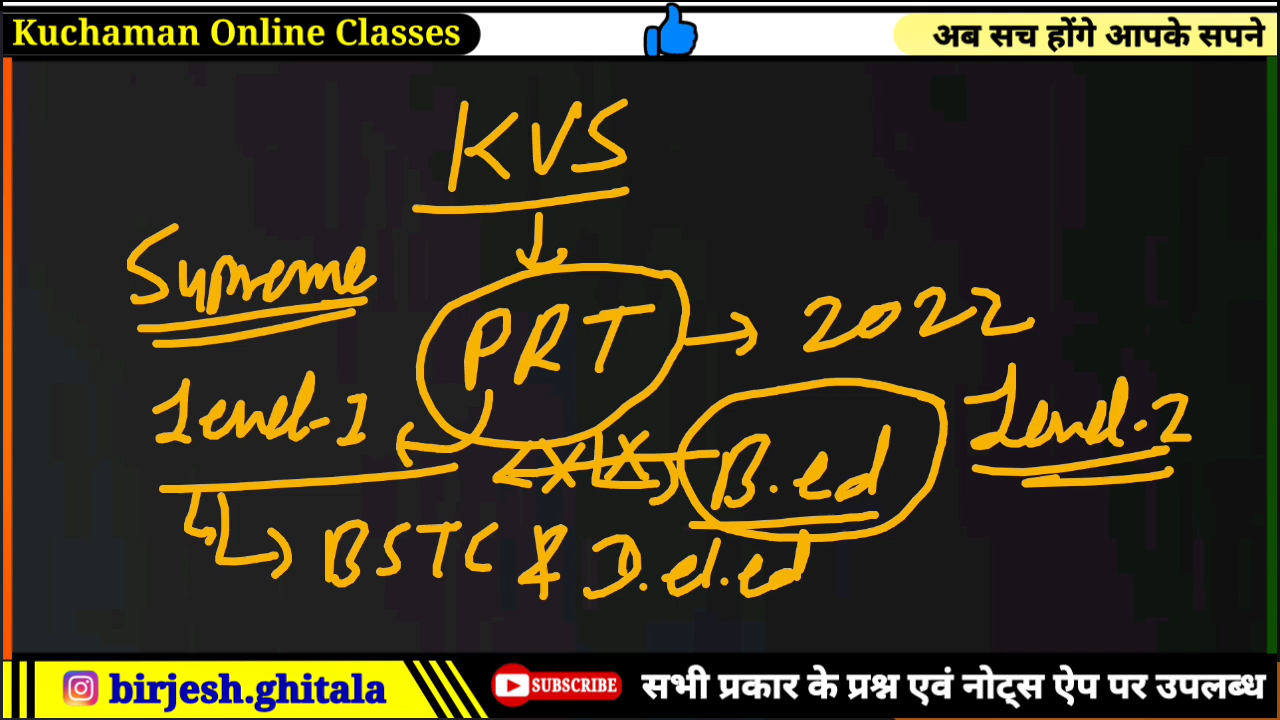 Kuchaman Online Classes
अब सच होंगे आपके सपने
KVS
Supreme
PRT
2022
Level-1
B.ed
Level-2
BSTC & D.el.ed
birjesh.ghitala
SUBSCRIBE
सभी प्रकार के प्रश्न एवं नोट्स ऐप पर उपलब्ध